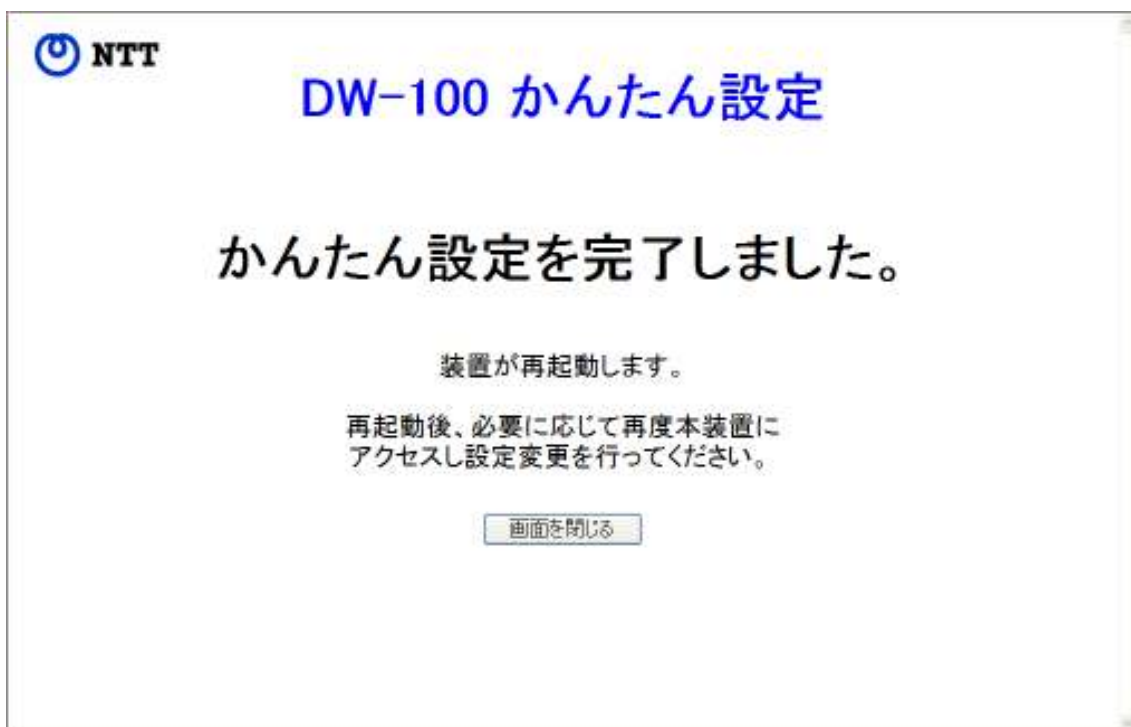 NTT
DW-100 かんたん設定
かんたん設定を完了しました。
装置が再起動します。
再起動後、必要に応じて再度本装置に
アクセスし設定変更を行ってください。
画面を閉じる